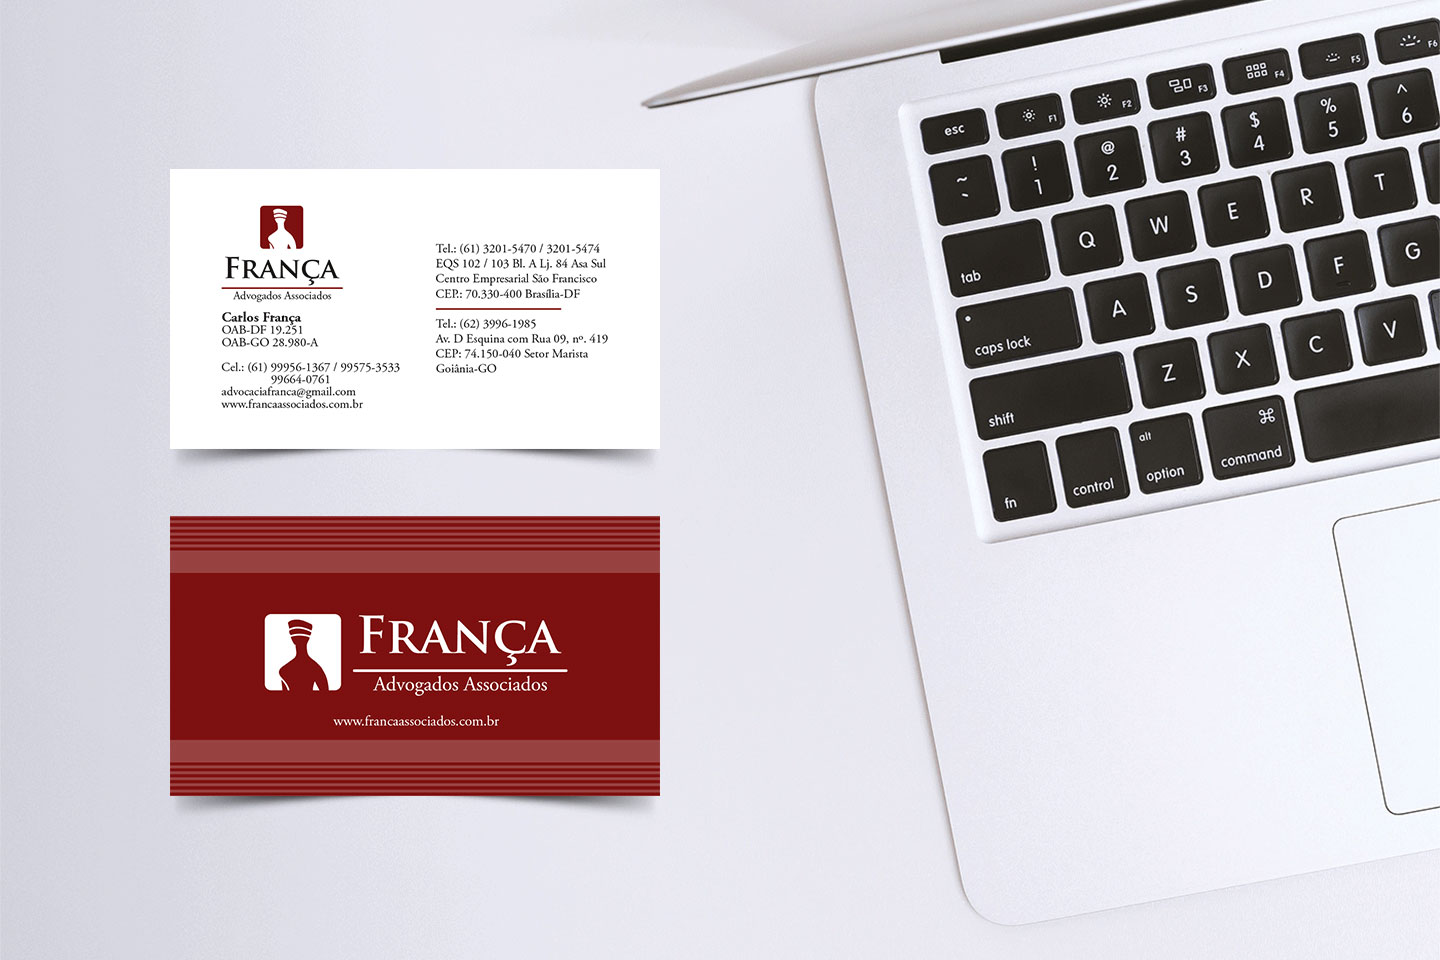 FRANÇA
Advogados Associados
Carlos França
OAB-DF 19.251
OAB-GO 28.980-A
Cel.: (61) 99956-1367 / 99575-3533
99664-0761
advocaciafranca@gmail.com
www.francaassociados.com.br
Tel.: (61) 3201-5470 / 3201-5474
EQS 102 / 103 Bl. A Lj. 84 Asa Sul
Centro Empresarial São Francisco
CEP.: 70.330-400 Brasília-DF
Tel.: (62) 3996-1985
Av. D Esquina com Rua 09, nº. 419
CEP: 74.150-040 Setor Marista
Goiânia-GO
FRANÇA
Advogados Associados
www.francaassociados.com.br
esc F1 F2 F3 F4 F5 F6
~ ! @ # $ % ^
` 1 2 3 4 5 6
tab Q W E R T
caps lock A S D F G
shift Z X C V
fn control alt option ⌘ command